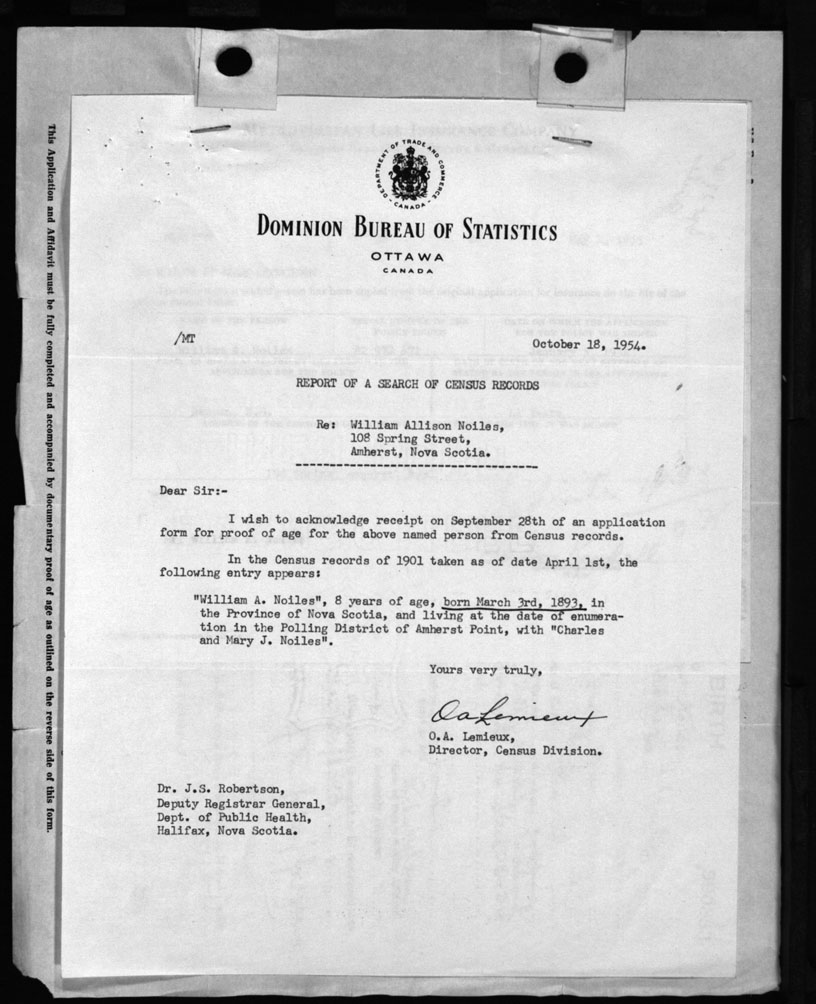 This Application and Affidavit must be fully completed and accompanied by documentary proof of age as outlined on the reverse side of this form.
METROPOLITAN LIFE INSURANCE COMPANY
DEPARTMENT OF TRADE AND COMMERCE
CANADA
DOMINION BUREAU OF STATISTICS
OTTAWA
CANADA
/MT
October 18, 1954.
REPORT OF A SEARCH OF CENSUS RECORDS
Re: William Allison Noiles,
108 Spring Street,
Amherst, Nova Scotia.
Dear Sir:-
I wish to acknowledge receipt on September 28th of an application
form for proof of age for the above named person from Census records.
In the Census records of 1901 taken as of date April 1st, the
following entry appears:
"William A. Noiles", 8 years of age, born March 3rd, 1893, in
the Province of Nova Scotia, and living at the date of enumera-
tion in the Polling District of Amherst Point, with "Charles
and Mary J. Noiles".
Yours very truly,
OaLemieux
O.A. Lemieux,
Director, Census Division.
Dr. J.S. Robertson,
Deputy Registrar General,
Dept. of Public Health,
Halifax, Nova Scotia.